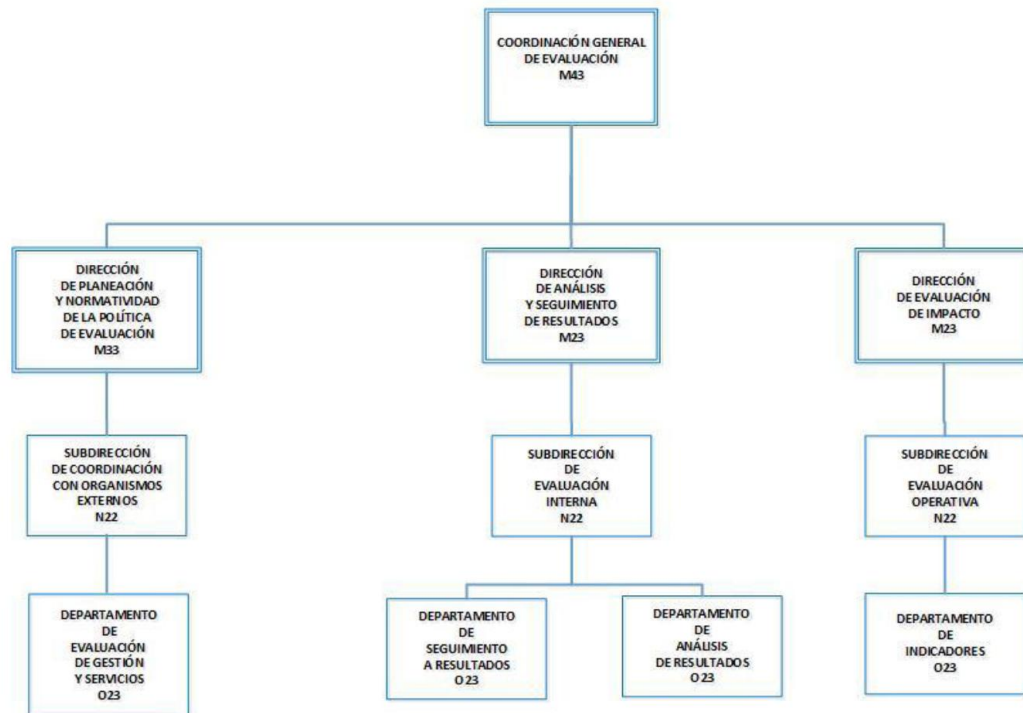 COORDINACIÓN GENERAL
DE EVALUACIÓN
M43
DIRECCIÓN
DE PLANEACIÓN
Y NORMATIVIDAD
DE LA POLÍTICA
DE EVALUACIÓN
M33
DIRECCIÓN
DE ANÁLISIS
Y SEGUIMIENTO
DE RESULTADOS
M23
DIRECCIÓN
DE EVALUACIÓN
DE IMPACTO
M23
SUBDIRECCIÓN
DE COORDINACIÓN
CON ORGANISMOS
EXTERNOS
N22
SUBDIRECCIÓN
DE
EVALUACIÓN
INTERNA
N22
SUBDIRECCIÓN
DE
EVALUACIÓN
OPERATIVA
N22
DEPARTAMENTO
DE
EVALUACIÓN
DE GESTIÓN
Y SERVICIOS
O23
DEPARTAMENTO
DE
SEGUIMIENTO
A RESULTADOS
O23
DEPARTAMENTO
DE
ANÁLISIS
DE RESULTADOS
O23
DEPARTAMENTO
DE
INDICADORES
O23